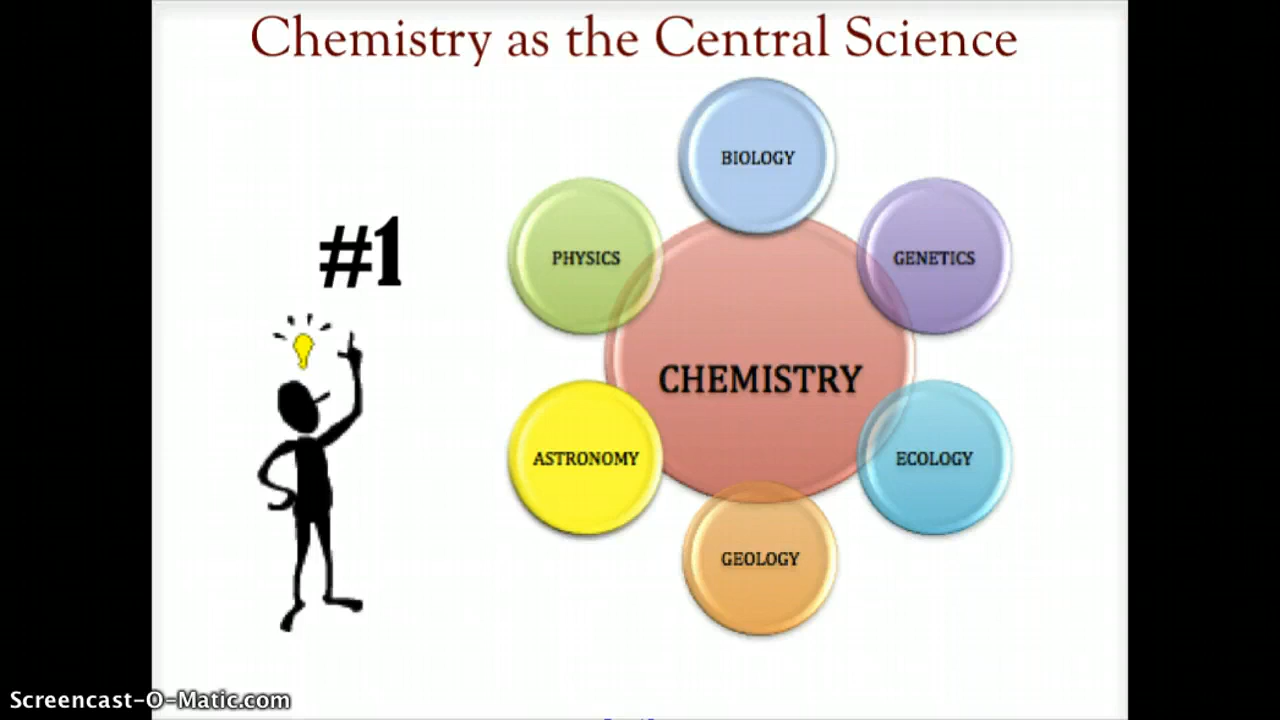 Chemistry as the Central Science
BIOLOGY
PHYSICS
GENETICS
#1
CHEMISTRY
ASTRONOMY
ECOLOGY
GEOLOGY
Screencast-O-Matic.com